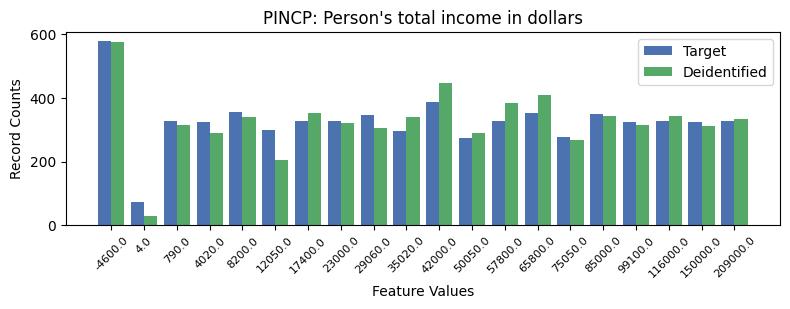 PINCP: Person's total income in dollars
Target
Deidentified
Record Counts
600
400
200
0
-4600.0 4.0 790.0 4020.0 8200.0 12050.0 17400.0 23000.0 29060.0 35020.0 42000.0 50050.0 57800.0 65800.0 75050.0 85000.0 99100.0 116000.0 150000.0 209000.0
Feature Values